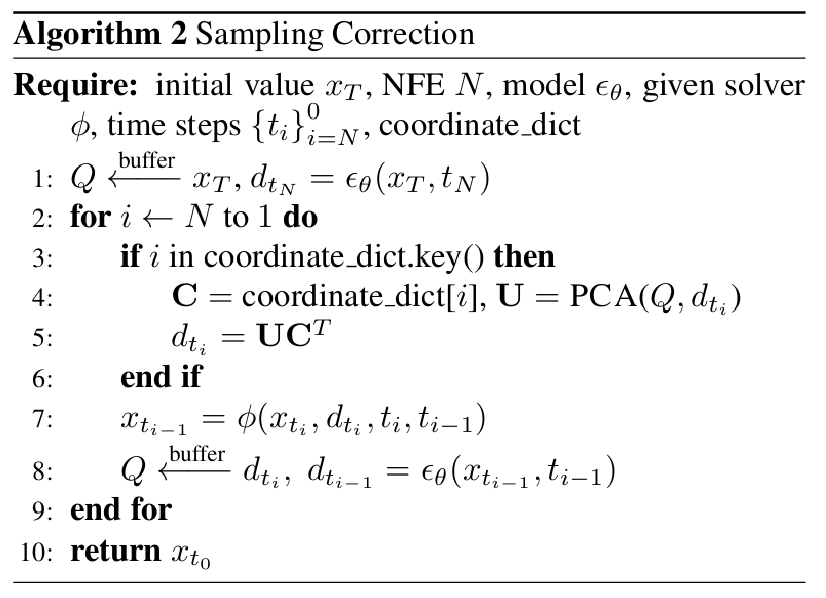 Algorithm 2 Sampling Correction
Require: initial value $x_T$, NFE $N$, model $\epsilon_\theta$, given solver
$\phi$, time steps $\{t_i\}_{i=N}^{0}$, coordinate_dict
1: $Q \xleftarrow{\text{buffer}} x_T, d_{t_N} = \epsilon_\theta(x_T, t_N)$
2: for $i \leftarrow N$ to $1$ do
3: if $i$ in coordinate_dict.key() then
4: $\mathbf{C}$ = coordinate_dict[$i$], $\mathbf{U} = \text{PCA}(Q, d_{t_i})$
5: $d_{t_i} = \mathbf{U}\mathbf{C}^T$
6: end if
7: $x_{t_{i-1}} = \phi(x_{t_i}, d_{t_i}, t_i, t_{i-1})$
8: $Q \xleftarrow{\text{buffer}} d_{t_i}, \ d_{t_{i-1}} = \epsilon_\theta(x_{t_{i-1}}, t_{i-1})$
9: end for
10: return $x_{t_0}$